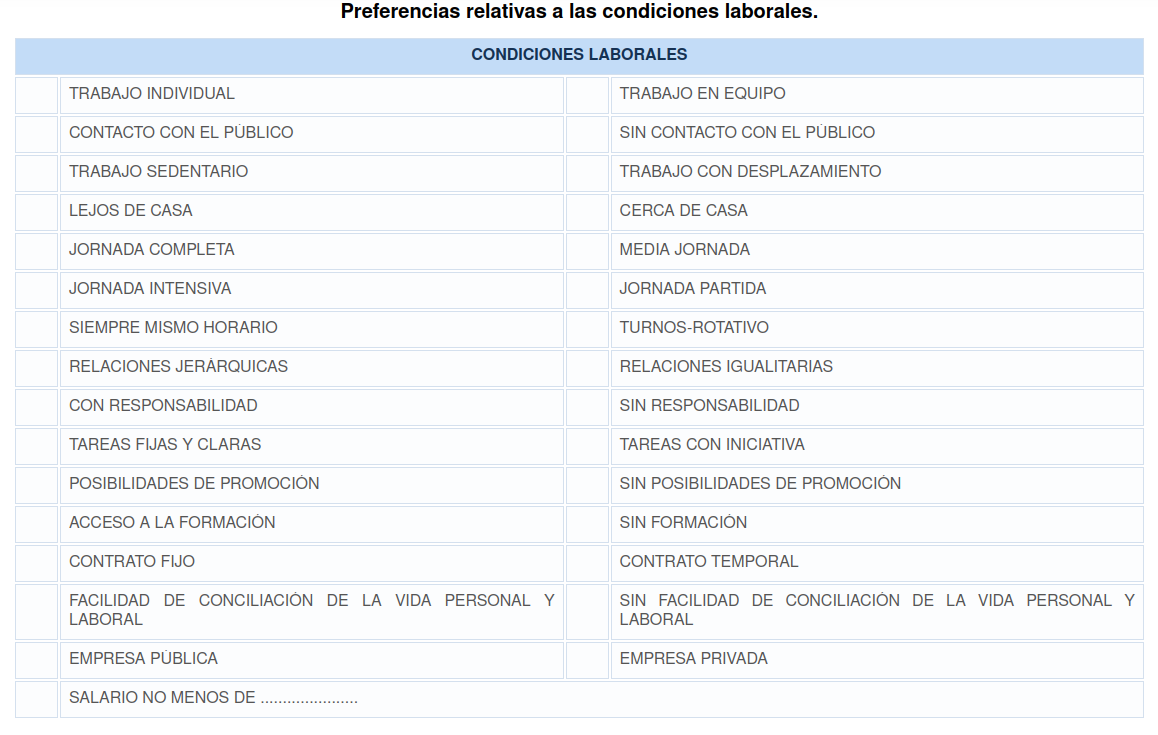 Preferencias relativas a las condiciones laborales.
CONDICIONES LABORALES
TRABAJO INDIVIDUAL
TRABAJO EN EQUIPO
CONTACTO CON EL PÚBLICO
SIN CONTACTO CON EL PÚBLICO
TRABAJO SEDENTARIO
TRABAJO CON DESPLAZAMIENTO
LEJOS DE CASA
CERCA DE CASA
JORNADA COMPLETA
MEDIA JORNADA
JORNADA INTENSIVA
JORNADA PARTIDA
SIEMPRE MISMO HORARIO
TURNOS-ROTATIVO
RELACIONES JERÁRQUICAS
RELACIONES IGUALITARIAS
CON RESPONSABILIDAD
SIN RESPONSABILIDAD
TAREAS FIJAS Y CLARAS
TAREAS CON INICIATIVA
POSIBILIDADES DE PROMOCIÓN
SIN POSIBILIDADES DE PROMOCIÓN
ACCESO A LA FORMACIÓN
SIN FORMACIÓN
CONTRATO FIJO
CONTRATO TEMPORAL
FACILIDAD DE CONCILIACIÓN DE LA VIDA PERSONAL Y
LABORAL
SIN FACILIDAD DE CONCILIACIÓN DE LA VIDA PERSONAL Y
LABORAL
EMPRESA PÚBLICA
EMPRESA PRIVADA
SALARIO NO MENOS DE ......................